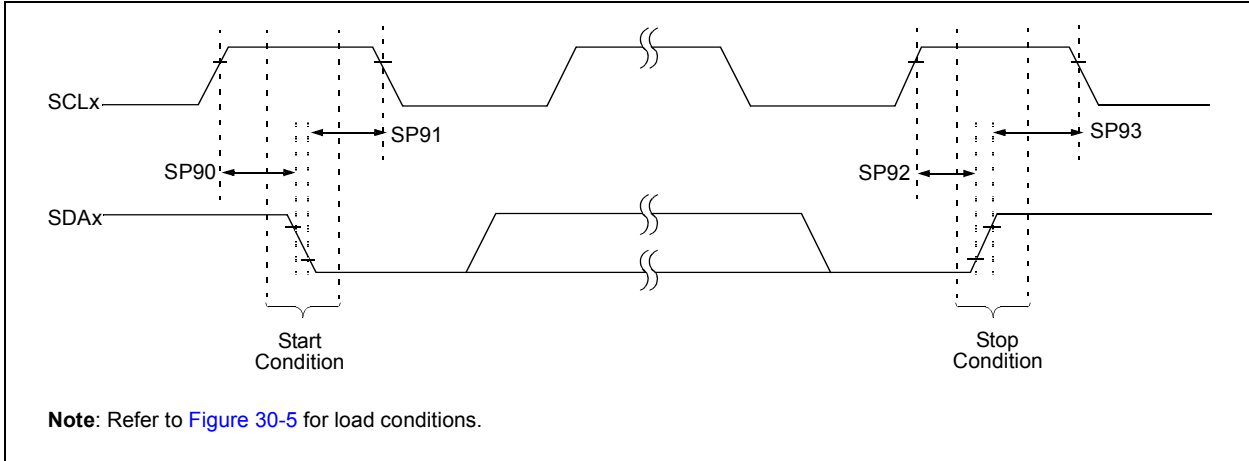 SCLx
SP91
SP93
SP90
SP92
SDAx
Start
Condition
Stop
Condition
Note: Refer to Figure 30-5 for load conditions.